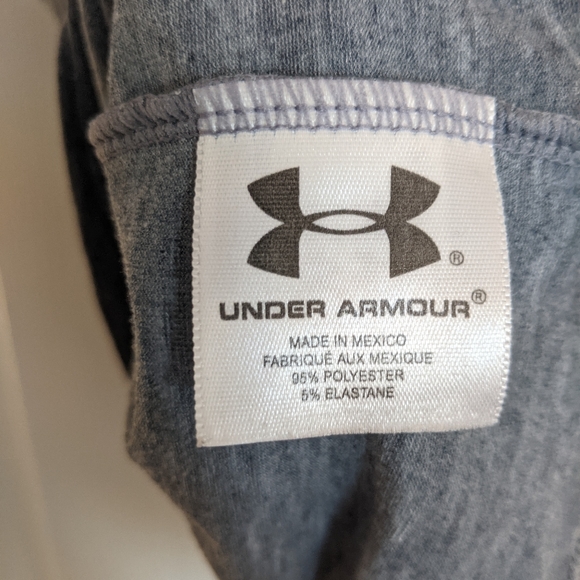 ®
UNDER ARMOUR®
MADE IN MEXICO
FABRIQUÉ AUX MEXIQUE
95% POLYESTER
5% ELASTANE